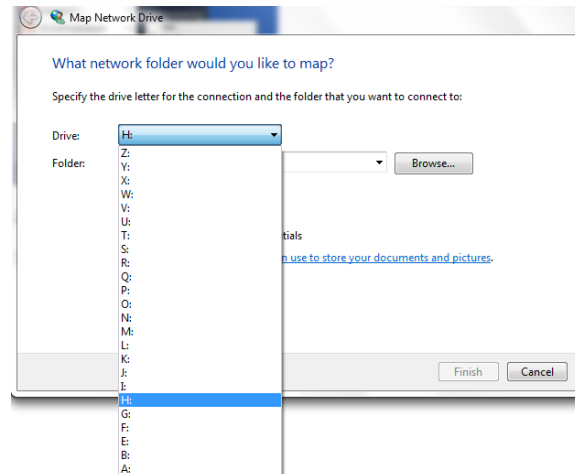 Map Network Drive
What network folder would you like to map?
Specify the drive letter for the connection and the folder that you want to connect to:
Drive: H:
Folder: Browse...
Z:
Y:
X:
W:
V:
U:
T:
S:
R:
Q:
P:
O:
N:
M:
L:
K:
J:
I:
H:
G:
F:
E:
B:
A:
use to store your documents and pictures.
Finish Cancel